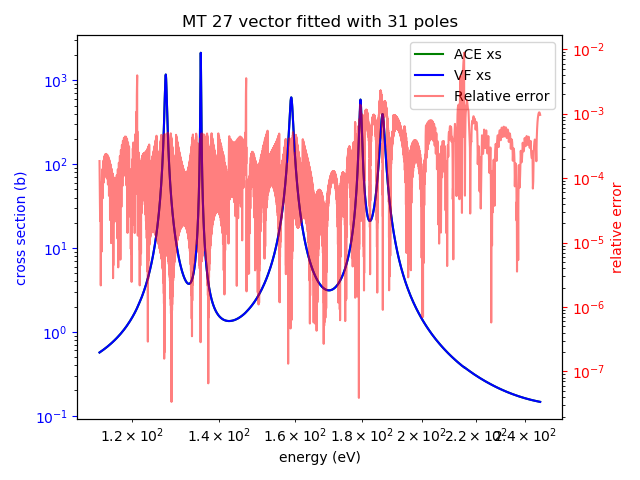 MT 27 vector fitted with 31 poles
ACE xs
VF xs
Relative error
cross section (b)
10³
10²
10¹
10⁰
10⁻¹
10⁻²
10⁻³
10⁻⁴
10⁻⁵
10⁻⁶
10⁻⁷
relative error
1.2 × 10² 1.4 × 10² 1.6 × 10² 1.8 × 10² 2 × 10² 2.2 × 10² 2.4 × 10²
energy (eV)